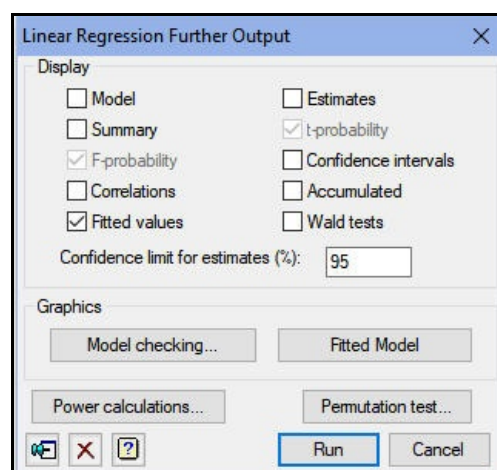 Linear Regression Further Output
Display
Model
Estimates
Summary
t-probability
F-probability
Confidence intervals
Correlations
Accumulated
Fitted values
Wald tests
Confidence limit for estimates (%): 95
Graphics
Model checking...
Fitted Model
Power calculations...
Permutation test...
?
Run
Cancel